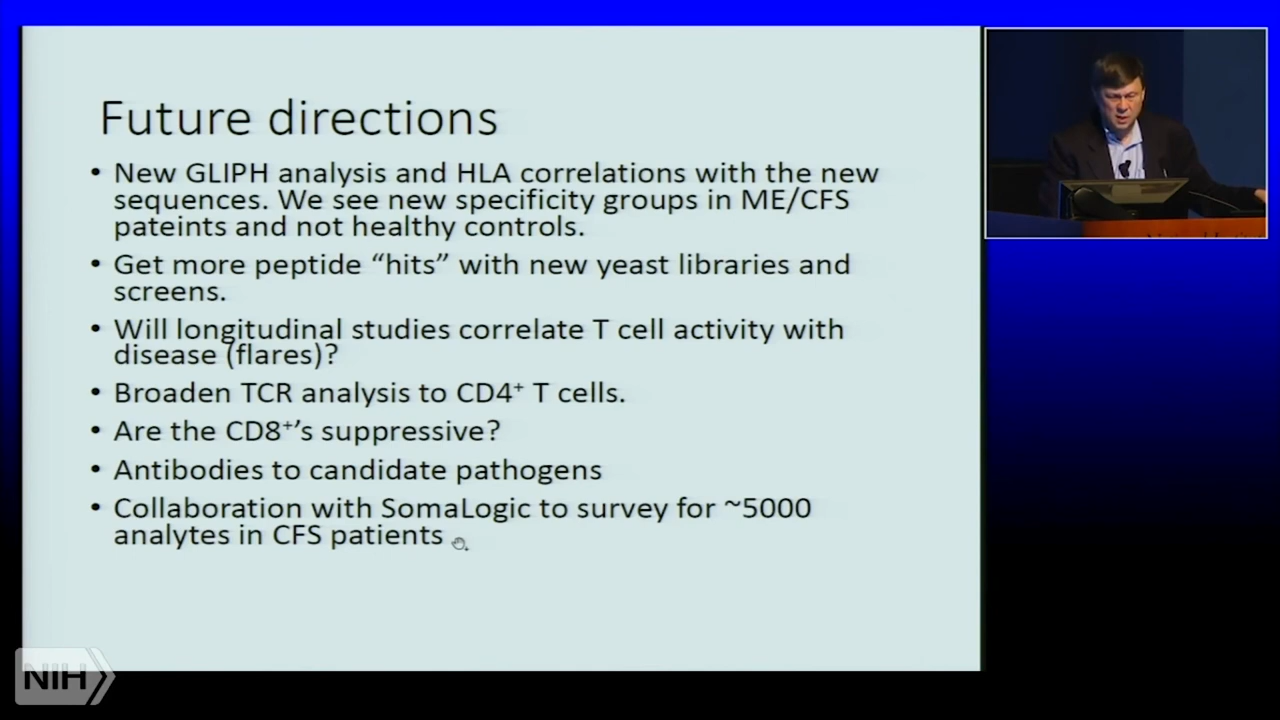 Future directions
• New GLIPH analysis and HLA correlations with the new
sequences. We see new specificity groups in ME/CFS
pateints and not healthy controls.
• Get more peptide “hits” with new yeast libraries and
screens.
• Will longitudinal studies correlate T cell activity with
disease (flares)?
• Broaden TCR analysis to CD4⁺ T cells.
• Are the CD8⁺’s suppressive?
• Antibodies to candidate pathogens
• Collaboration with SomaLogic to survey for ~5000
analytes in CFS patients
NIH